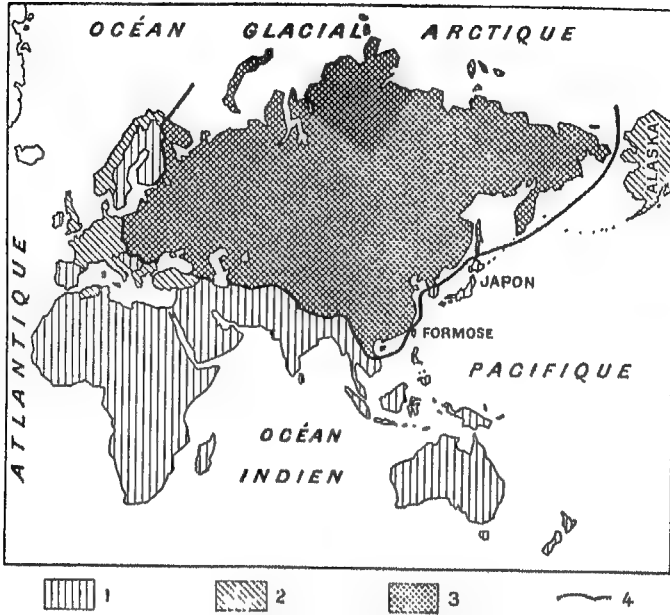 OCÉAN GLACIAL ARCTIQUE
ALASKA
ATLANTIQUE
JAPON
FORMOSE
PACIFIQUE
OCÉAN
INDIEN
1 2 3 4